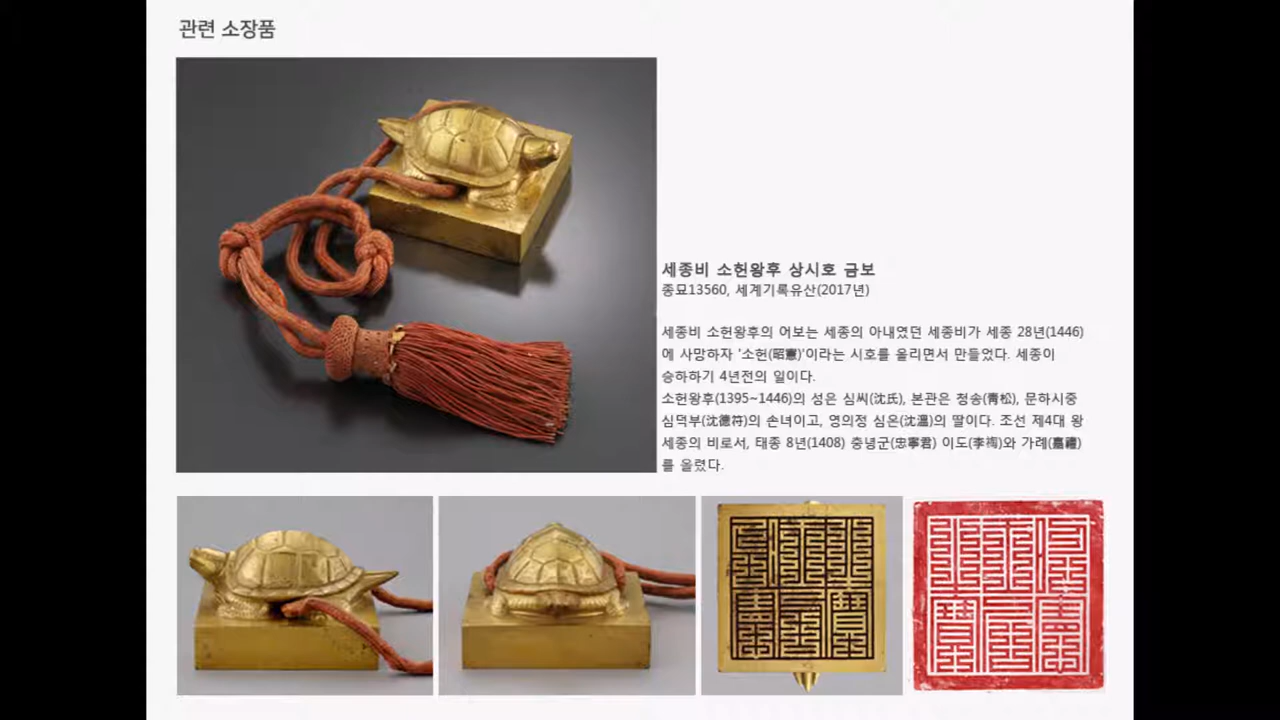 관련 소장품
세종비 소헌왕후 상시호 금보
종묘13560, 세계기록유산(2017년)
세종비 소헌왕후의 어보는 세종의 아내였던 세종비가 세종 28년(1446)
에 사망하자 '소헌(昭憲)'이라는 시호를 올리면서 만들었다. 세종이
승하하기 4년전의 일이다.
소헌왕후(1395~1446)의 성은 심씨(沈氏), 본관은 청송(靑松), 문하시중
심덕부(沈德符)의 손녀이고, 영의정 심온(沈溫)의 딸이다. 조선 제4대 왕
세종의 비로서, 태종 8년(1408) 충녕군(忠寧君) 이도(李祹)와 가례(嘉禮)
를 올렸다.